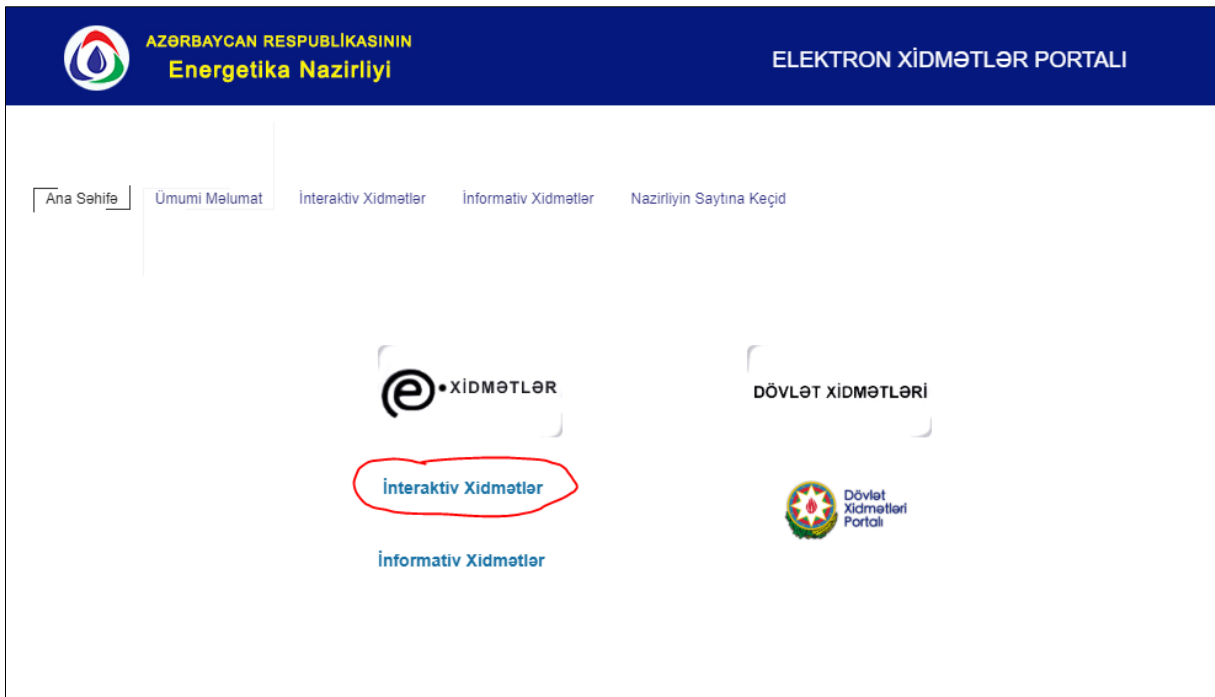 AZƏRBAYCAN RESPUBLİKASININ
Energetika Nazirliyi
ELEKTRON XİDMƏTLƏR PORTALI
Ana Səhifə Ümumi Məlumat İnteraktiv Xidmətlər İnformativ Xidmətlər Nazirliyin Saytına Keçid
e•XİDMƏTLƏR
DÖVLƏT XİDMƏTLƏRİ
İnteraktiv Xidmətlər
Dövlət
Xidmətləri
Portalı
İnformativ Xidmətlər